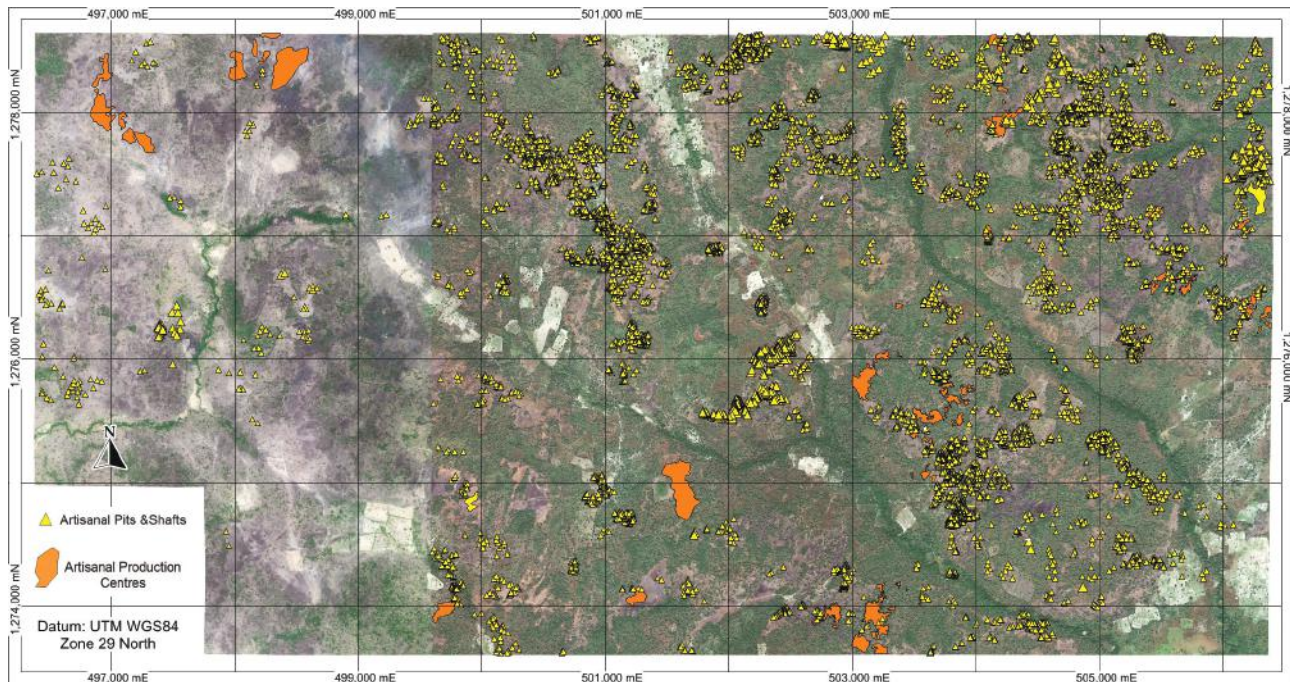 497,000 mE
499,000 mE
501,000 mE
503,000 mE
505,000 mE
1,278,000 mN
1,278,000 mN
1,276,000 mN
1,276,000 mN
N
Artisanal Pits &Shafts
Artisanal Production
Centres
1,274,000 mN
Datum: UTM WGS84
Zone 29 North
497,000 mE
499,000 mE
501,000 mE
503,000 mE
505,000 mE